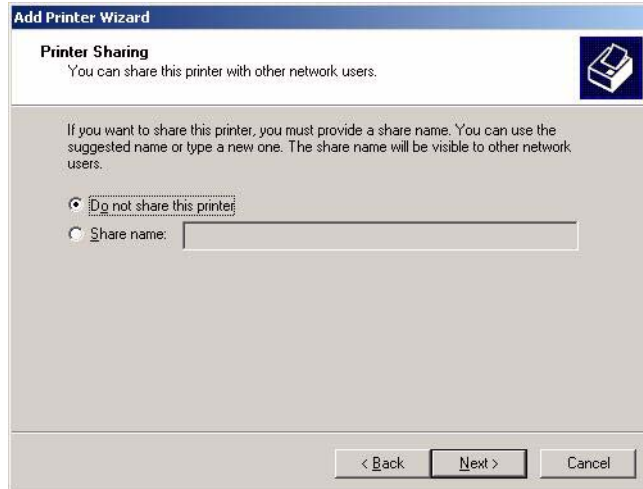 Add Printer Wizard
Printer Sharing
You can share this printer with other network users.
If you want to share this printer, you must provide a share name. You can use the
suggested name or type a new one. The share name will be visible to other network
users.
Do not share this printer
Share name:
< Back Next > Cancel